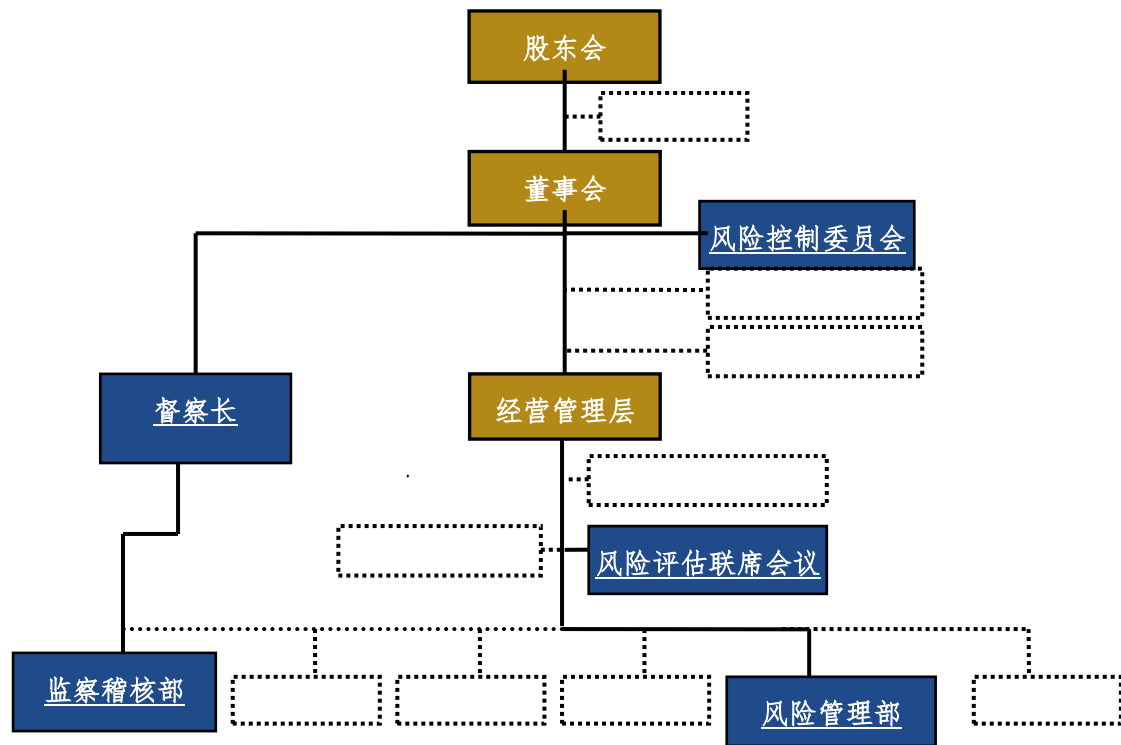 股东会
董事会
风险控制委员会
督察长
经营管理层
风险评估联席会议
监察稽核部
风险管理部